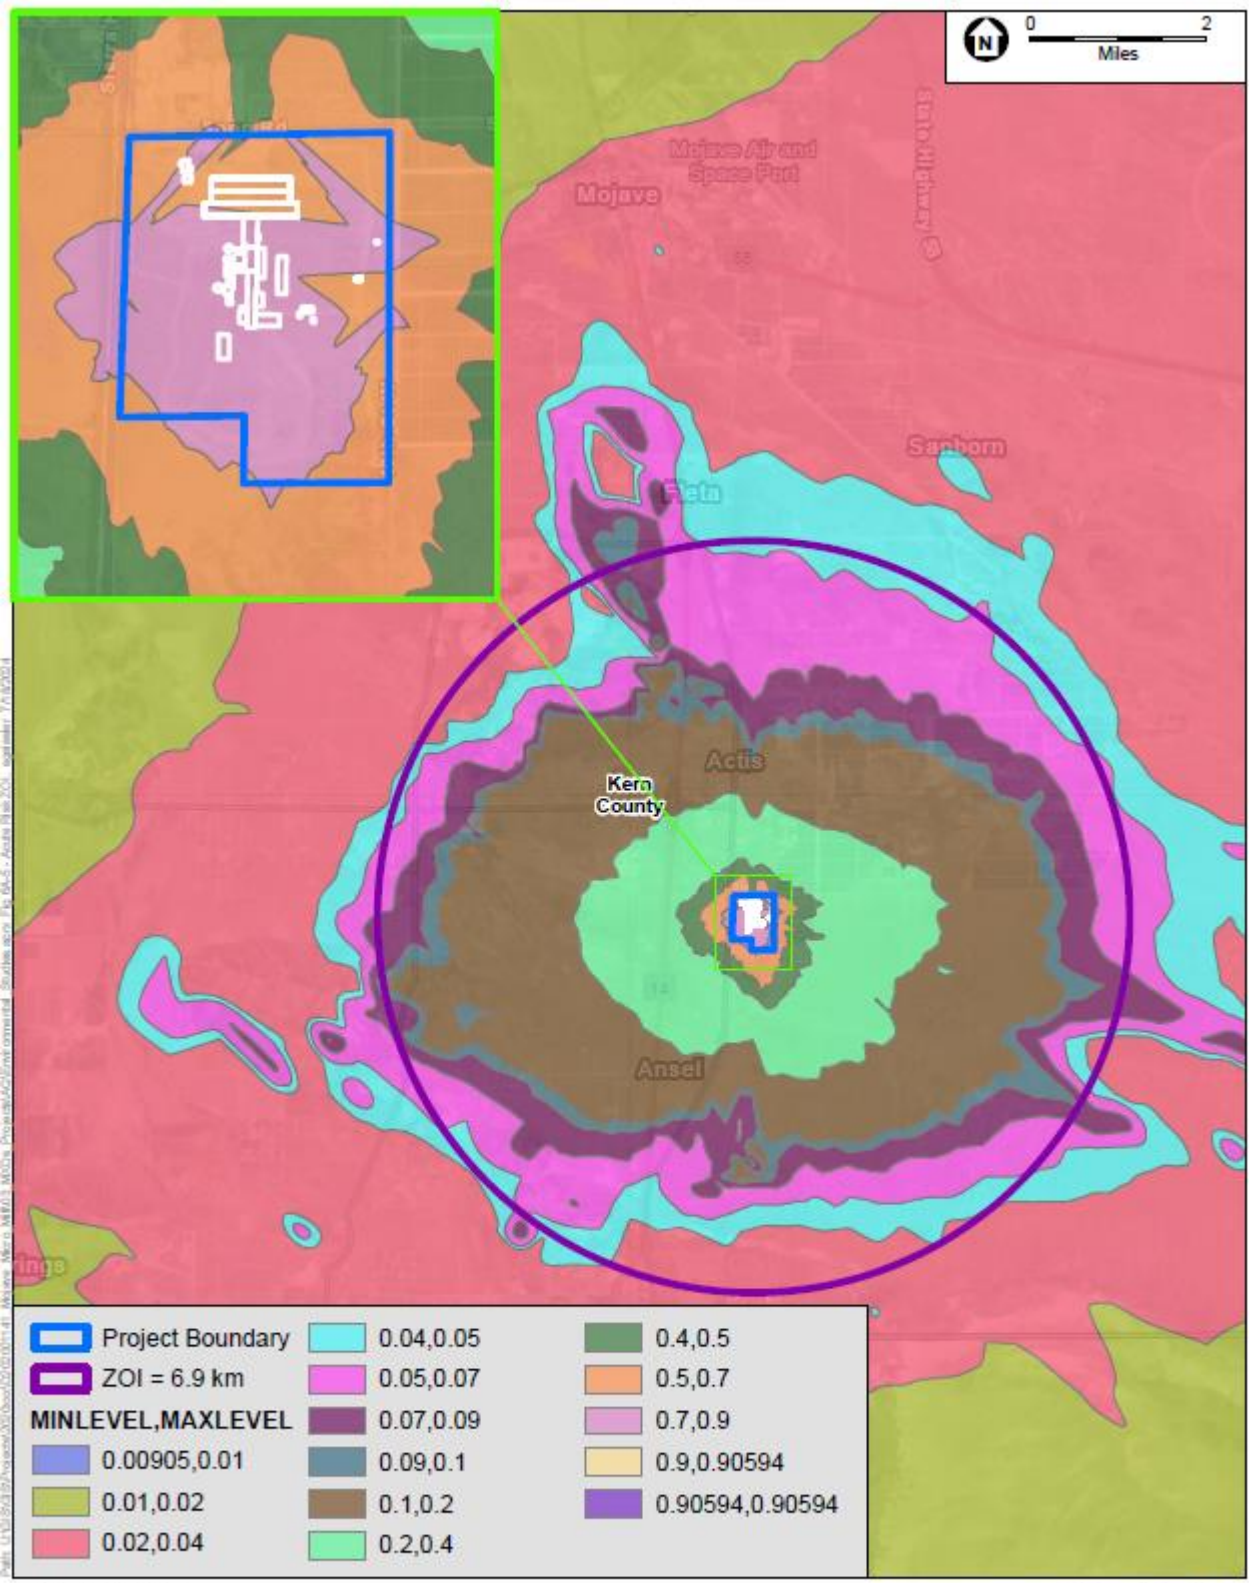 0 2
Miles
N
Mojave Air and
Space Port
Mojave
State Highway
58
Sanborn
Fleta
Actis
Kern
County
14
Ansel
Project Boundary
ZOI = 6.9 km
MINLEVEL,MAXLEVEL
0.00905,0.01
0.01,0.02
0.02,0.04
0.04,0.05
0.05,0.07
0.07,0.09
0.09,0.1
0.1,0.2
0.2,0.4
0.4,0.5
0.5,0.7
0.7,0.9
0.9,0.90594
0.90594,0.90594